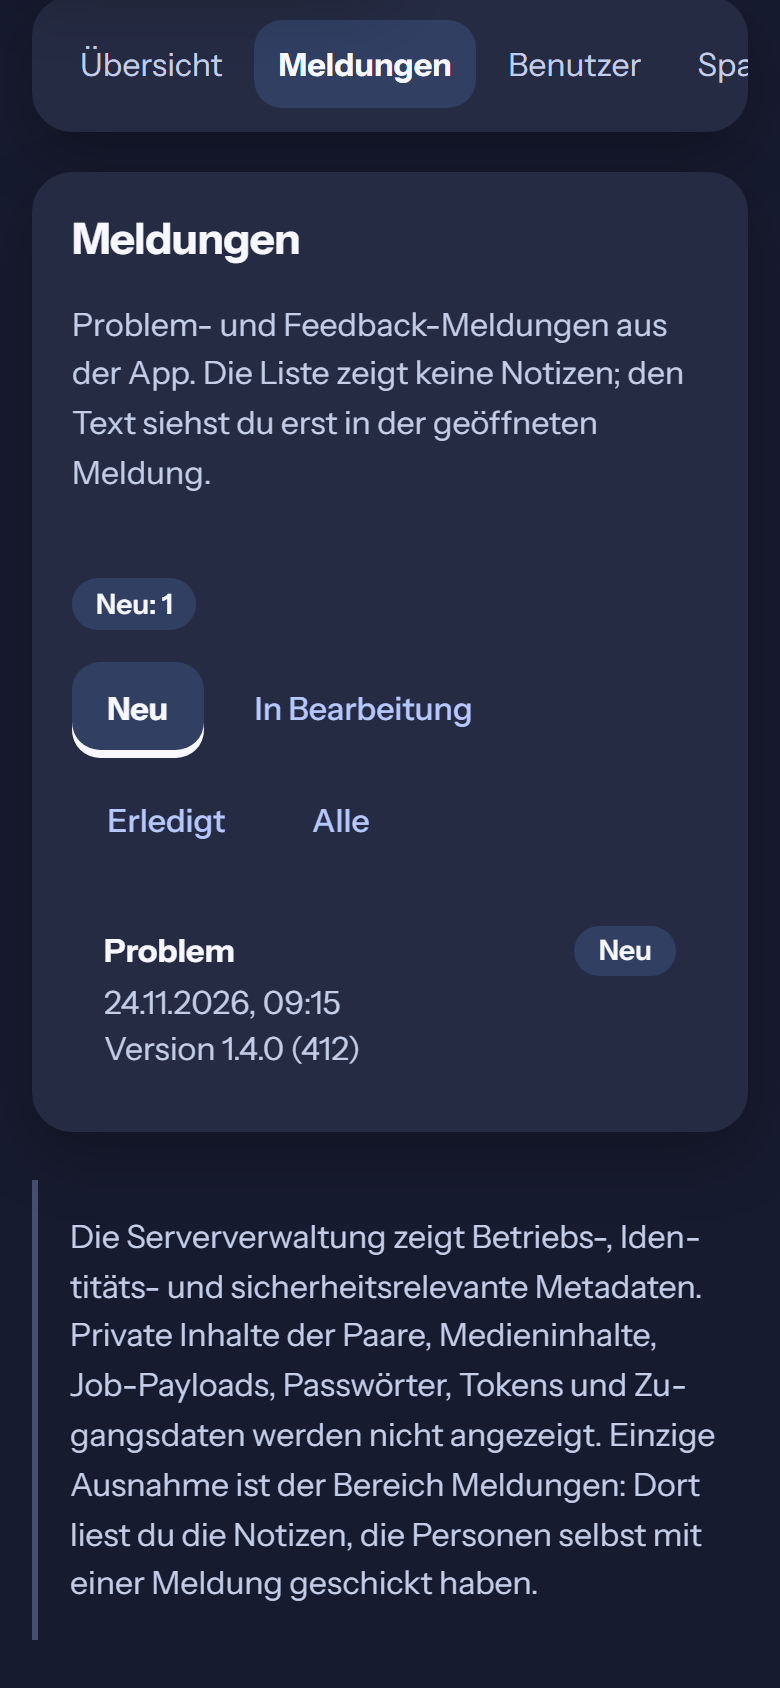 Übersicht Meldungen Benutzer Spa
Meldungen
Problem- und Feedback-Meldungen aus
der App. Die Liste zeigt keine Notizen; den
Text siehst du erst in der geöffneten
Meldung.
Neu: 1
Neu In Bearbeitung
Erledigt Alle
Problem Neu
24.11.2026, 09:15
Version 1.4.0 (412)
Die Serververwaltung zeigt Betriebs-, Iden-
titäts- und sicherheitsrelevante Metadaten.
Private Inhalte der Paare, Medieninhalte,
Job-Payloads, Passwörter, Tokens und Zu-
gangsdaten werden nicht angezeigt. Einzige
Ausnahme ist der Bereich Meldungen: Dort
liest du die Notizen, die Personen selbst mit
einer Meldung geschickt haben.